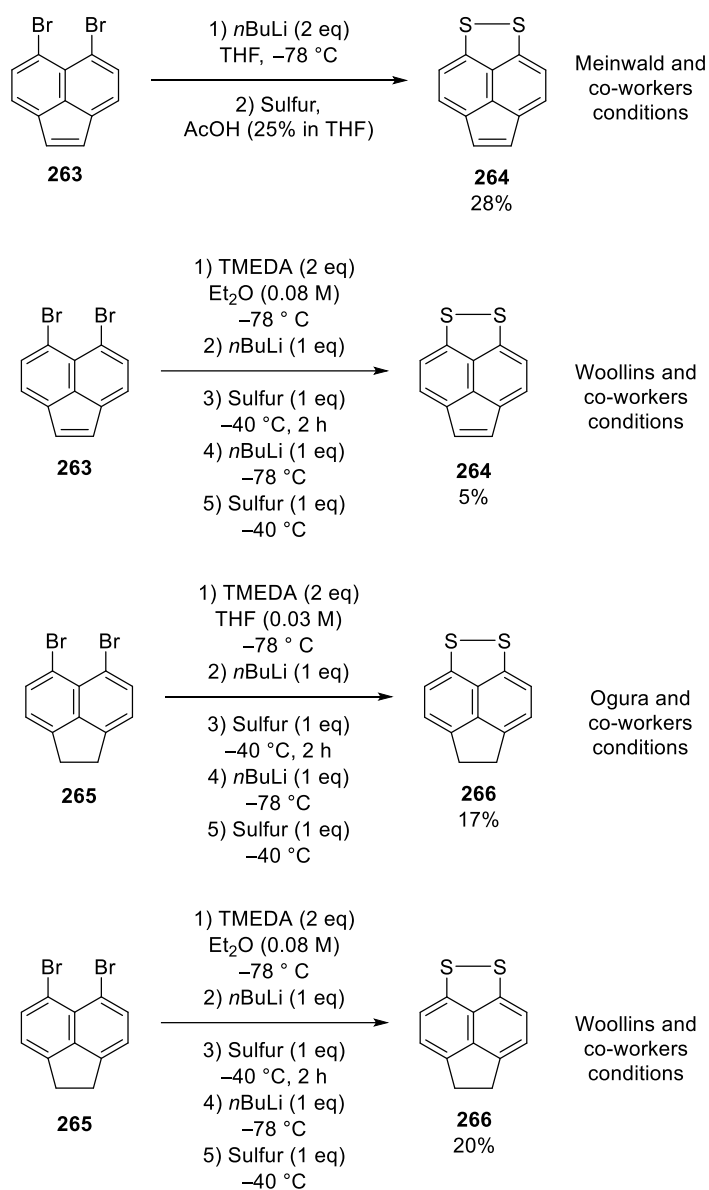 Br Br
1) nBuLi (2 eq)
THF, –78 °C
2) Sulfur,
AcOH (25% in THF)
S S
Meinwald and
co-workers
conditions
263
264
28%
Br Br
1) TMEDA (2 eq)
Et2O (0.08 M)
–78 ° C
2) nBuLi (1 eq)
3) Sulfur (1 eq)
–40 °C, 2 h
4) nBuLi (1 eq)
–78 °C
5) Sulfur (1 eq)
–40 °C
S S
Woollins and
co-workers
conditions
263
264
5%
Br Br
1) TMEDA (2 eq)
THF (0.03 M)
–78 ° C
2) nBuLi (1 eq)
3) Sulfur (1 eq)
–40 °C, 2 h
4) nBuLi (1 eq)
–78 °C
5) Sulfur (1 eq)
–40 °C
S S
Ogura and
co-workers
conditions
265
266
17%
Br Br
1) TMEDA (2 eq)
Et2O (0.08 M)
–78 ° C
2) nBuLi (1 eq)
3) Sulfur (1 eq)
–40 °C, 2 h
4) nBuLi (1 eq)
–78 °C
5) Sulfur (1 eq)
–40 °C
S S
Woollins and
co-workers
conditions
265
266
20%